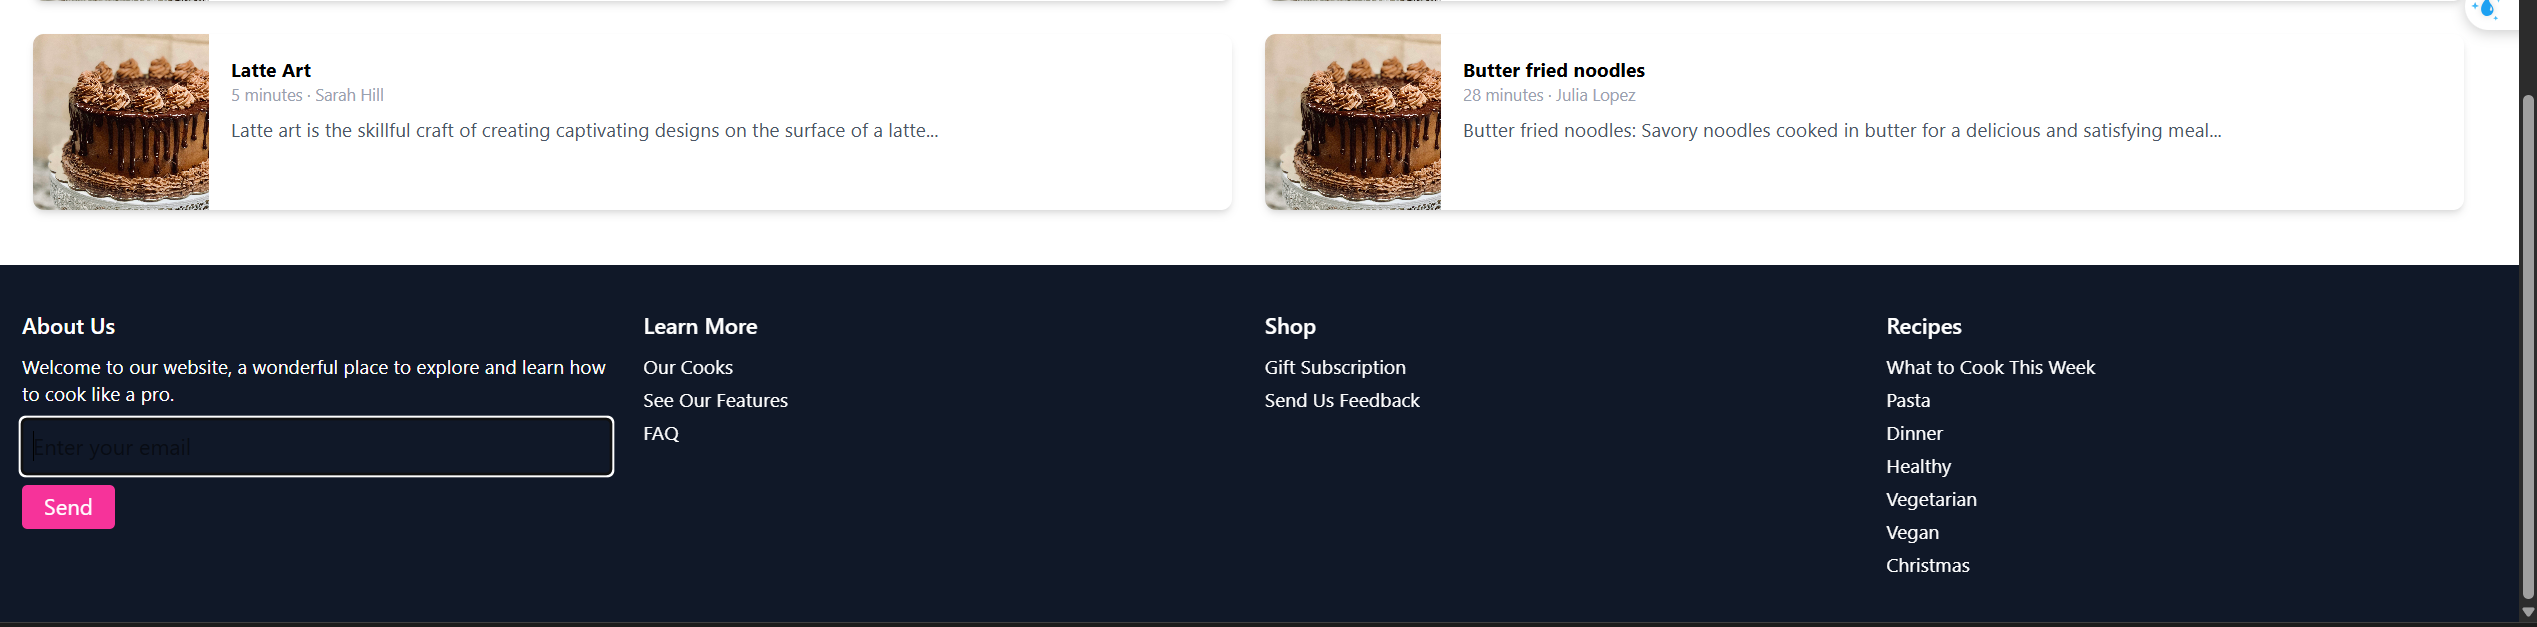 Latte Art
5 minutes · Sarah Hill
Latte art is the skillful craft of creating captivating designs on the surface of a latte...
Butter fried noodles
28 minutes · Julia Lopez
Butter fried noodles: Savory noodles cooked in butter for a delicious and satisfying meal...
About Us
Welcome to our website, a wonderful place to explore and learn how
to cook like a pro.
Enter your email
Send
Learn More
Our Cooks
See Our Features
FAQ
Shop
Gift Subscription
Send Us Feedback
Recipes
What to Cook This Week
Pasta
Dinner
Healthy
Vegetarian
Vegan
Christmas